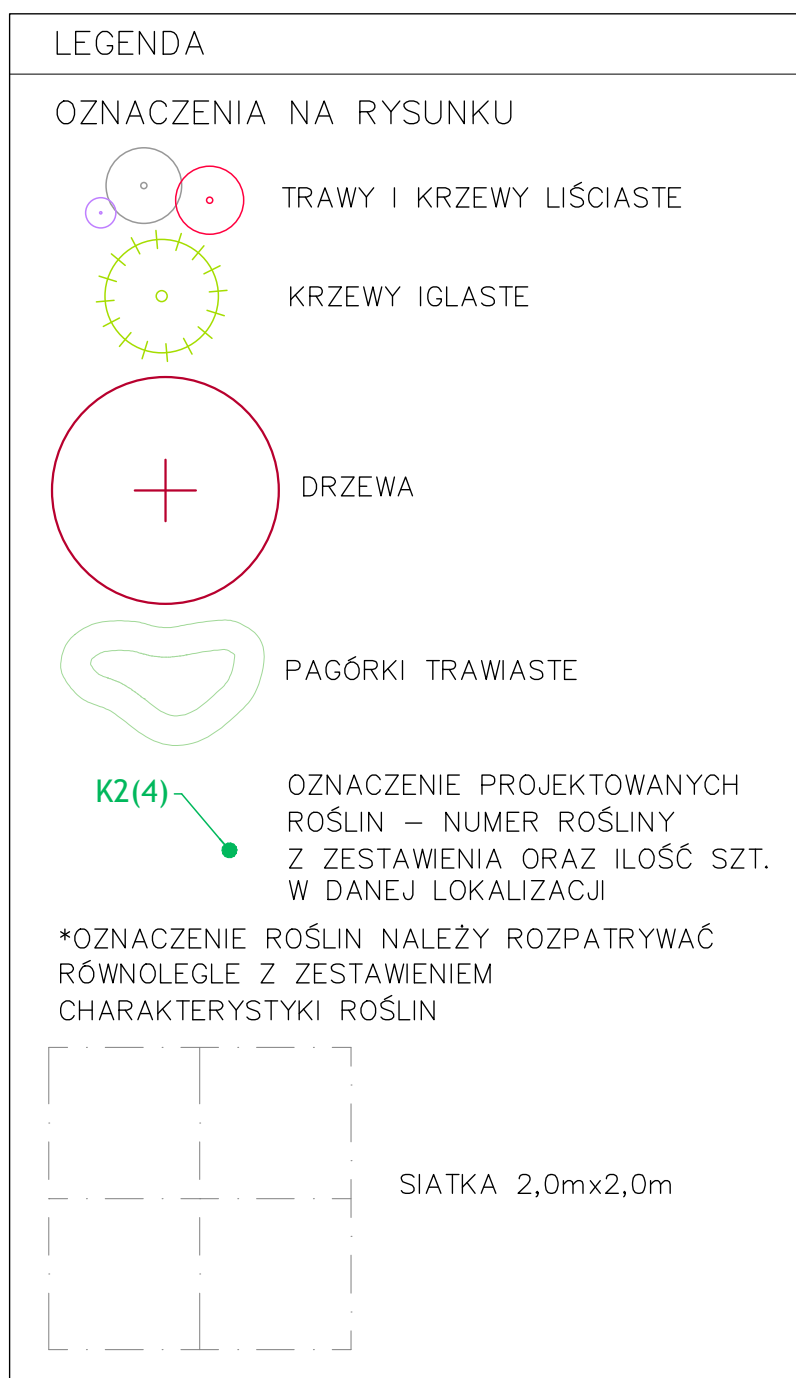 LEGENDA
OZNACZENIA NA RYSUNKU
TRAWY I KRZEWY LIŚCIASTE
KRZEWY IGLASTE
DRZEWA
PAGÓRKI TRAWIASTE
K2(4)
OZNACZENIE PROJEKTOWANYCH
ROŚLIN – NUMER ROŚLINY
Z ZESTAWIENIA ORAZ ILOŚĆ SZT.
W DANEJ LOKALIZACJI
*OZNACZENIE ROŚLIN NALEŻY ROZPATRYWAĆ
RÓWNOLEGLE Z ZESTAWIENIEM
CHARAKTERYSTYKI ROŚLIN
SIATKA 2,0mx2,0m